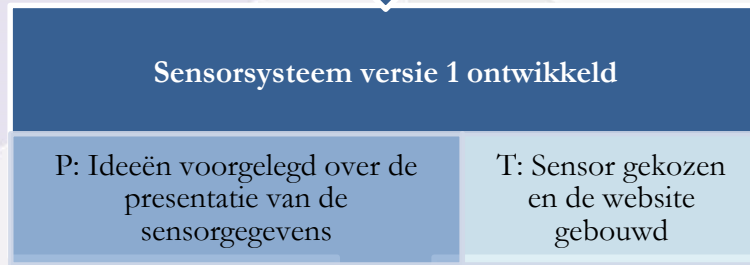 Sensorsysteem versie 1 ontwikkeld
P: Ideeën voorgelegd over de
presentatie van de
sensorgegevens
T: Sensor gekozen
en de website
gebouwd